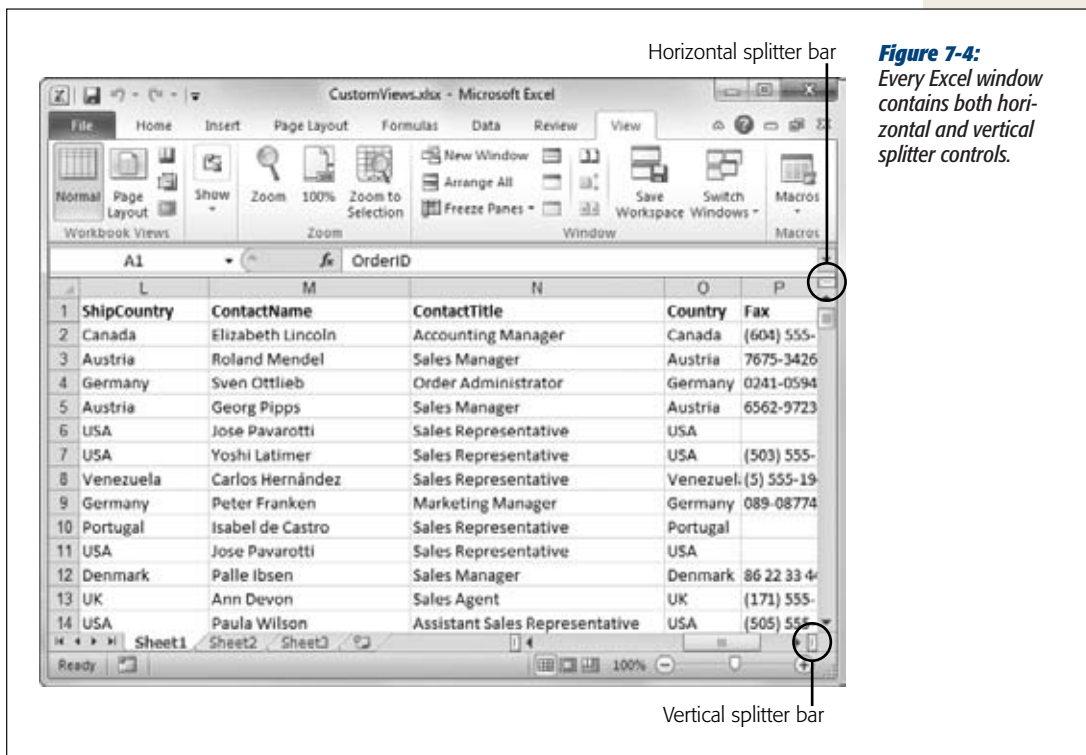 Horizontal splitter bar
Figure 7-4:
Every Excel window
contains both hori-
zontal and vertical
splitter controls.
CustomViews.xlsx - Microsoft Excel
File Home Insert Page Layout Formulas Data Review View
Normal Page Layout Show Zoom 100% Zoom to Selection New Window Arrange All Freeze Panes Save Workspace Switch Windows Macros
Workbook Views Zoom Window Macros
A1 fx OrderID
L M N O P
1 ShipCountry ContactName ContactTitle Country Fax
2 Canada Elizabeth Lincoln Accounting Manager Canada (604) 555-
3 Austria Roland Mendel Sales Manager Austria 7675-3426
4 Germany Sven Ottlieb Order Administrator Germany 0241-0594
5 Austria Georg Pipps Sales Manager Austria 6562-9723
6 USA Jose Pavarotti Sales Representative USA
7 USA Yoshi Latimer Sales Representative USA (503) 555-
8 Venezuela Carlos Hernández Sales Representative Venezuel (5) 555-19
9 Germany Peter Franken Marketing Manager Germany 089-08774
10 Portugal Isabel de Castro Sales Representative Portugal
11 USA Jose Pavarotti Sales Representative USA
12 Denmark Palle Ibsen Sales Manager Denmark 86 22 33 44
13 UK Ann Devon Sales Agent UK (171) 555-
14 USA Paula Wilson Assistant Sales Representative USA (505) 555-
Sheet1 Sheet2 Sheet3
Ready 100%
Vertical splitter bar